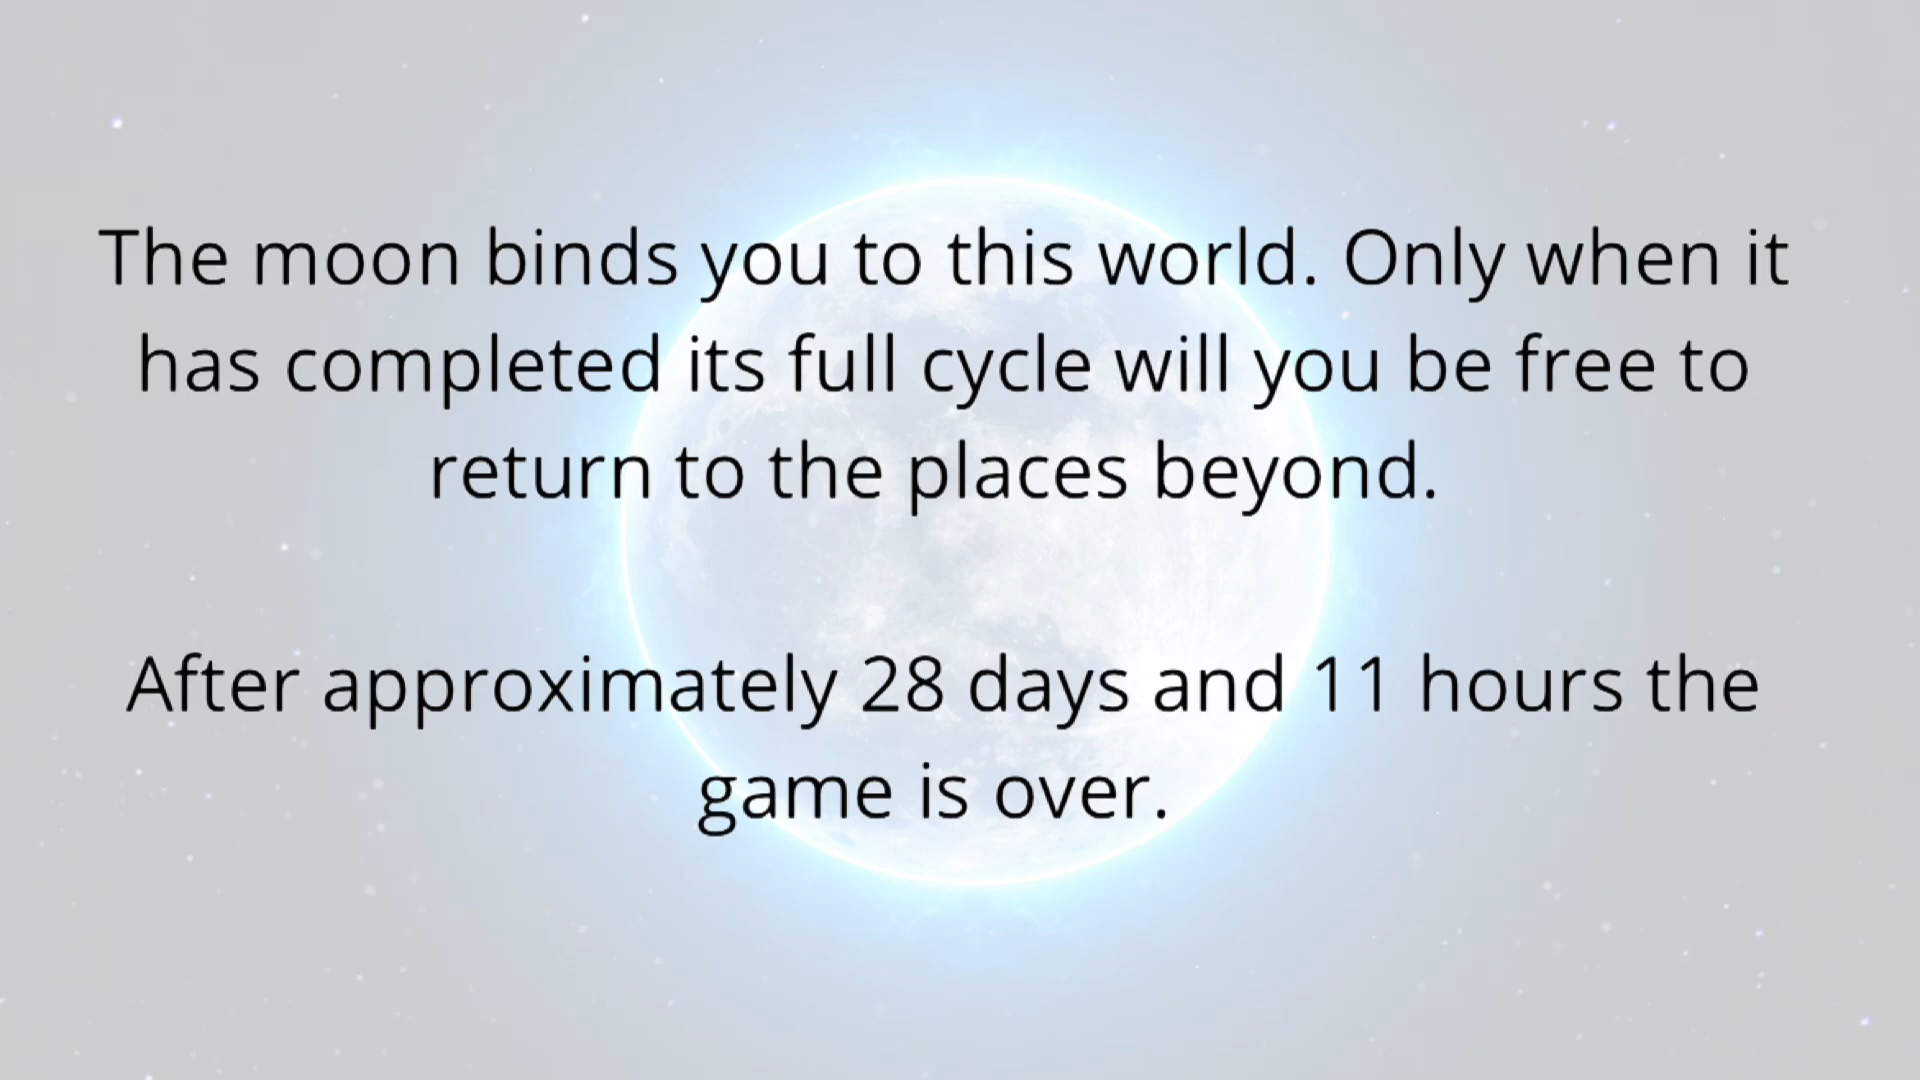 The moon binds you to this world. Only when it
has completed its full cycle will you be free to
return to the places beyond.
After approximately 28 days and 11 hours the
game is over.